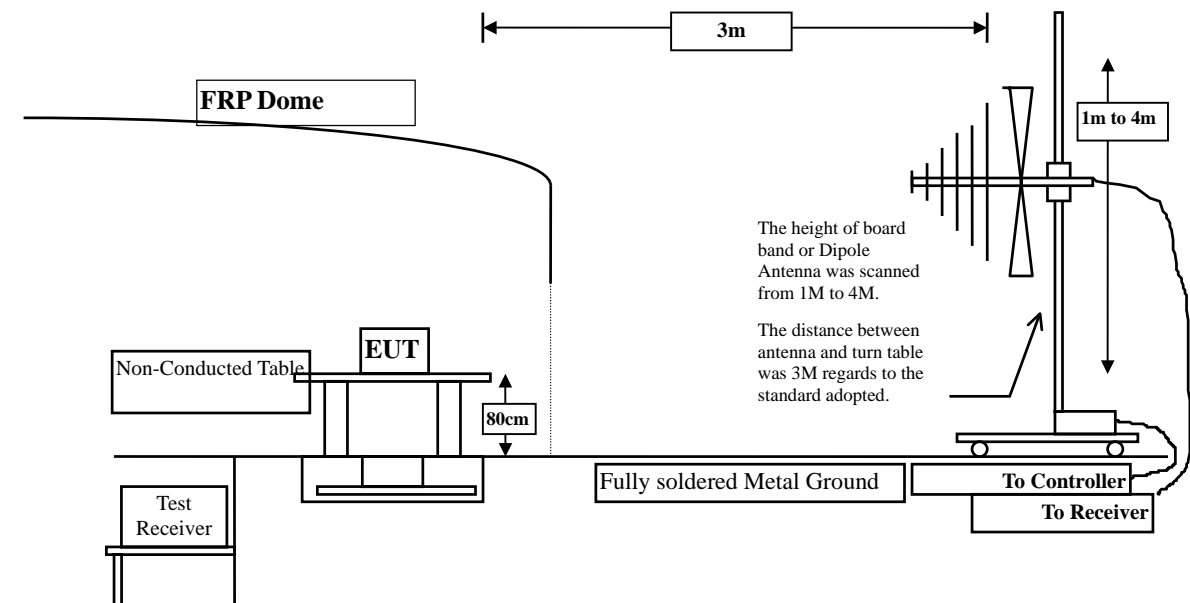 3m
FRP Dome
1m to 4m
The height of board
band or Dipole
Antenna was scanned
from 1M to 4M.
The distance between
antenna and turn table
was 3M regards to the
standard adopted.
EUT
Non-Conducted Table
80cm
Fully soldered Metal Ground
To Controller
To Receiver
Test
Receiver